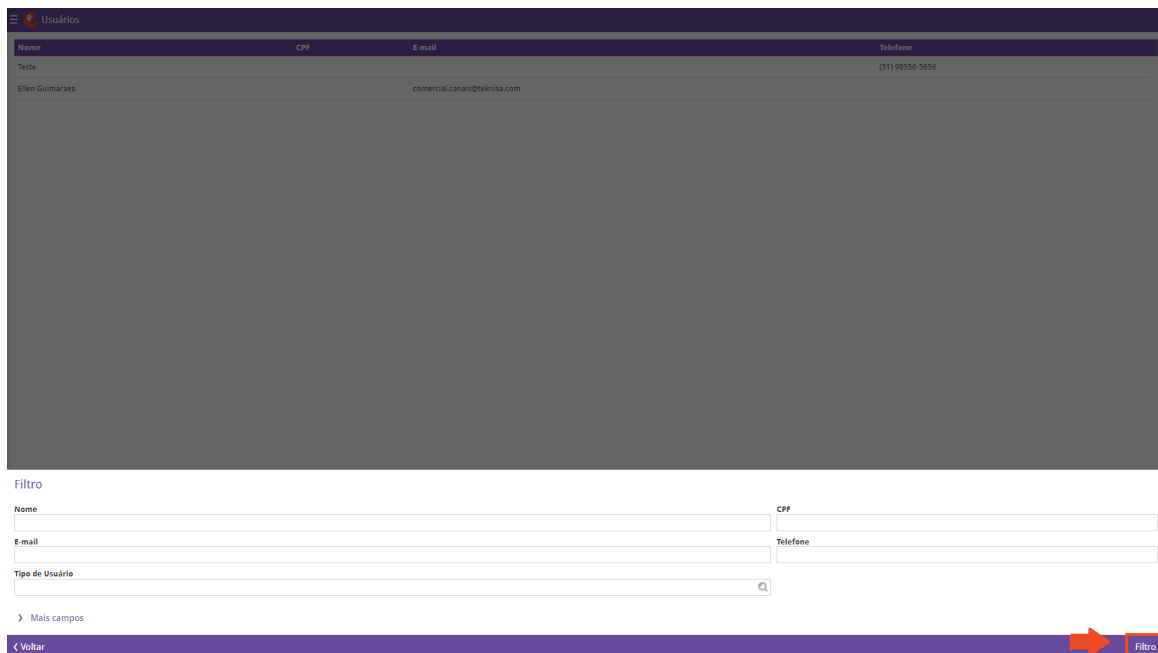 Usuários
Nome CPF E-mail Telefone
Teste (31) 98556-5656
Ellen Guimaraes comercial.canais@teknisa.com
Filtro
Nome CPF
E-mail Telefone
Tipo de Usuário
Mais campos
Voltar Filtro